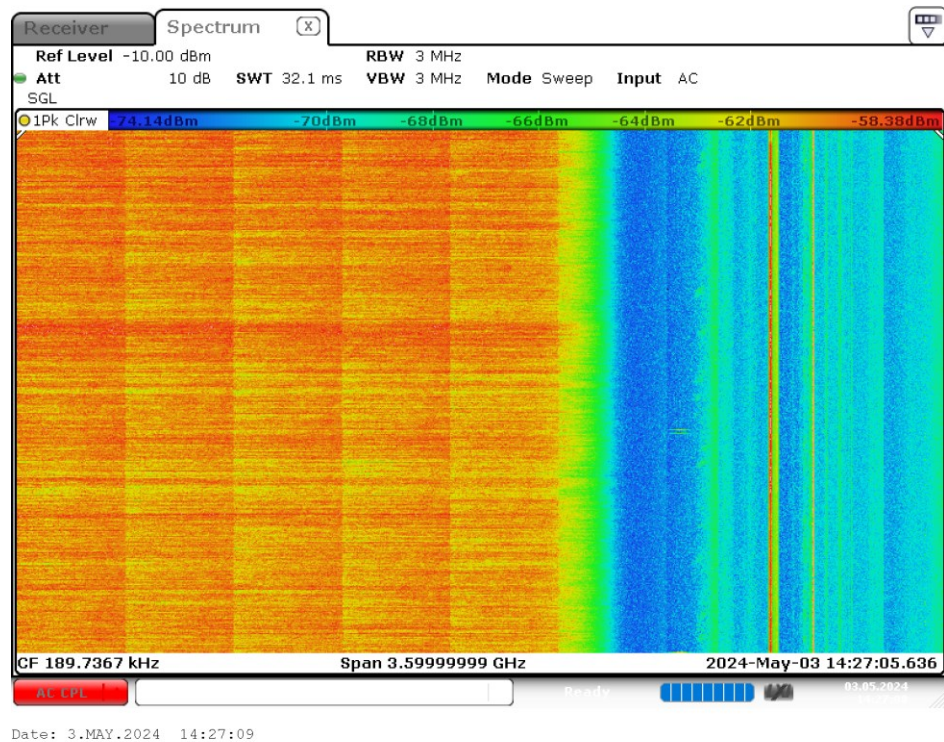 Receiver Spectrum X
Ref Level -10.00 dBm RBW 3 MHz
Att 10 dB SWT 32.1 ms VBW 3 MHz Mode Sweep Input AC
SGL
1Pk Clrw -74.14dBm -70dBm -68dBm -66dBm -64dBm -62dBm -58.38dBm
CF 189.7367 kHz Span 3.59999999 GHz 2024-May-03 14:27:05.636
AC CPL Ready 03.05.2024
Date: 3.MAY.2024 14:27:09